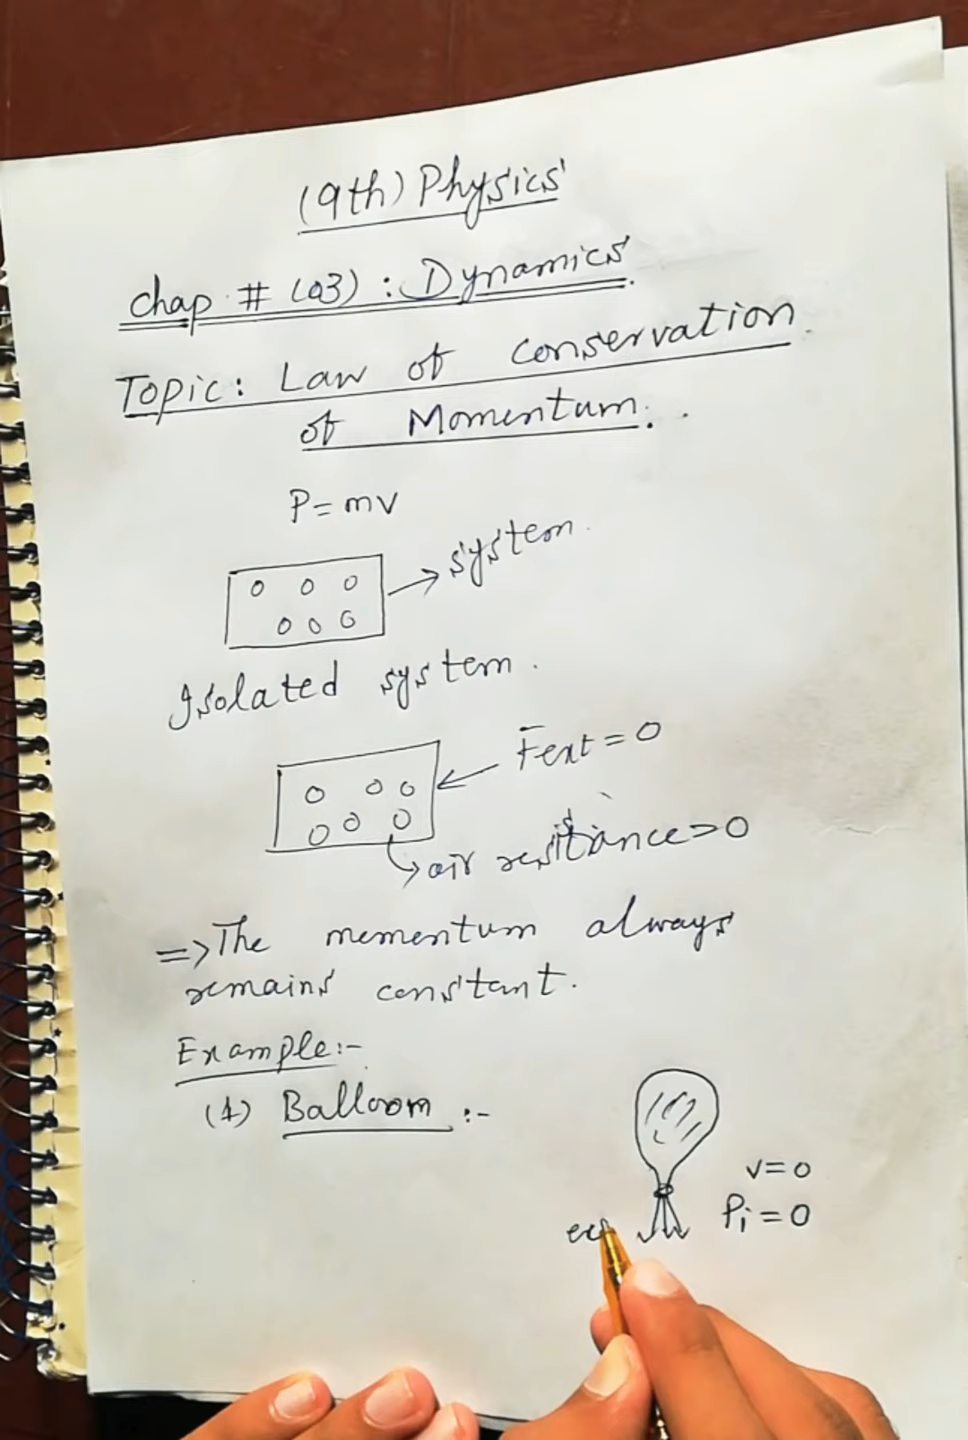 (9th) Physics
Chap # (03) : Dynamics.
Topic: Law of conservation
of Momentum.
P = mv
system.
Isolated system.
Fext = 0
air resistance => 0
=> The momentum always
remains constant.
Example:-
(1) Balloon :-
v = 0
Pi = 0